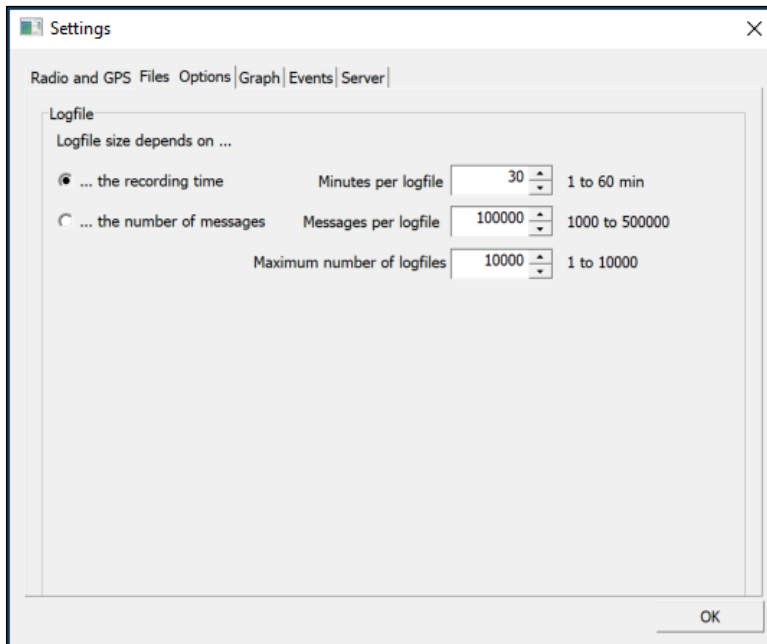 Settings
Radio and GPS Files Options Graph Events Server
Logfile
Logfile size depends on ...
... the recording time Minutes per logfile 30 1 to 60 min
... the number of messages Messages per logfile 100000 1000 to 500000
Maximum number of logfiles 10000 1 to 10000
OK